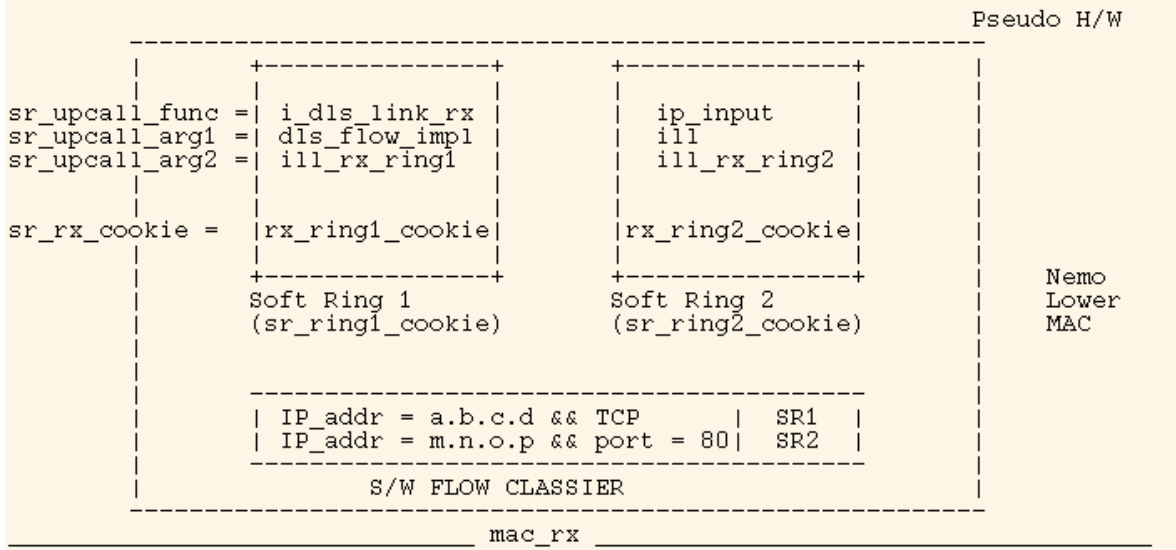 Pseudo H/W
sr_upcall_func = i_dls_link_rx ip_input
sr_upcall_arg1 = dls_flow_impl ill
sr_upcall_arg2 = ill_rx_ring1 ill_rx_ring2
sr_rx_cookie = rx_ring1_cookie rx_ring2_cookie
Nemo
Soft Ring 1 Soft Ring 2 Lower
(sr_ring1_cookie) (sr_ring2_cookie) MAC
IP_addr = a.b.c.d && TCP | SR1
IP_addr = m.n.o.p && port = 80| SR2
S/W FLOW CLASSIER
mac_rx